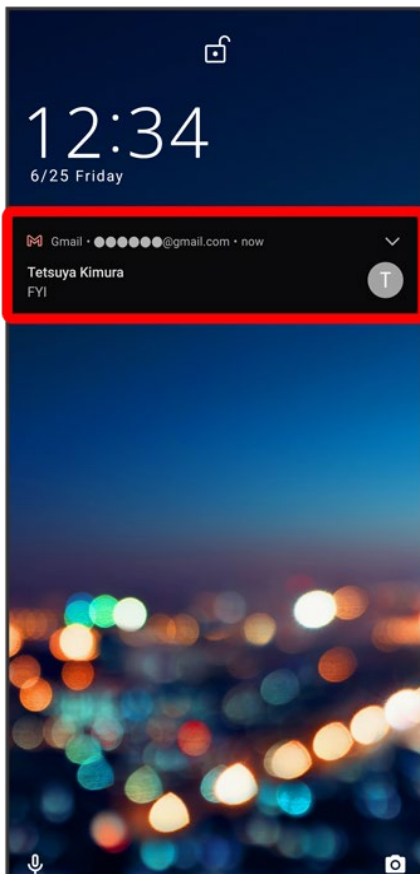 12:34
6/25 Friday
Gmail • ●●●●●●@gmail.com • now
Tetsuya Kimura
T
FYI